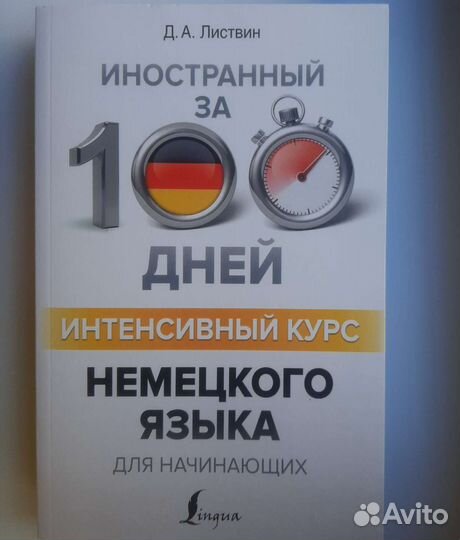 Д. А. Листвин
ИНОСТРАННЫЙ
ЗА
100
ДНЕЙ
ИНТЕНСИВНЫЙ КУРС
НЕМЕЦКОГО
ЯЗЫКА
ДЛЯ НАЧИНАЮЩИХ
Lingua
Avito